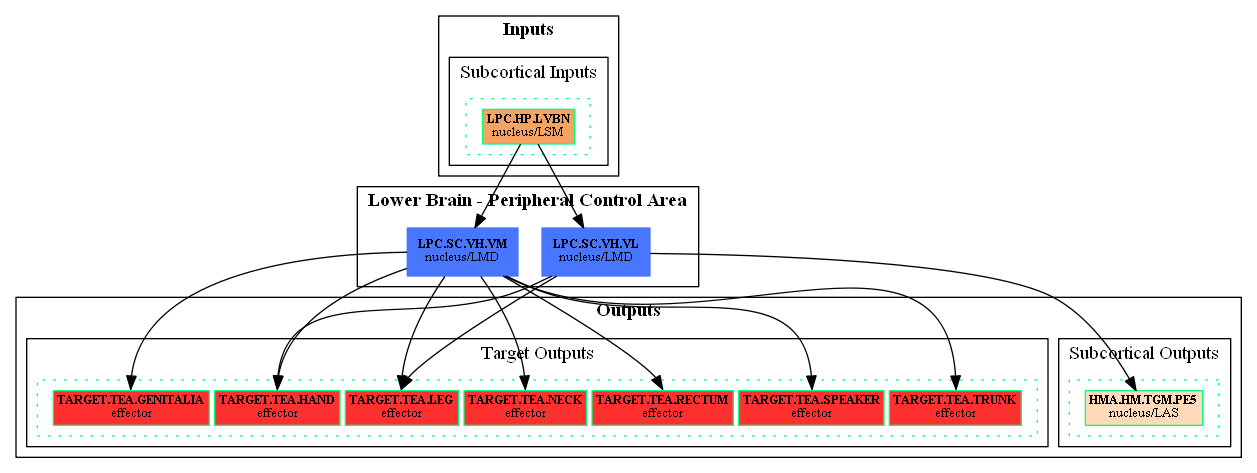 Inputs
Subcortical Inputs
LPC.HP.LVBN
nucleus/LSM
Lower Brain - Peripheral Control Area
LPC.SC.VH.VM
nucleus/LMD
LPC.SC.VH.VL
nucleus/LMD
Outputs
Target Outputs
TARGET.TEA.GENITALIA
effector
TARGET.TEA.HAND
effector
TARGET.TEA.LEG
effector
TARGET.TEA.NECK
effector
TARGET.TEA.RECTUM
effector
TARGET.TEA.SPEAKER
effector
TARGET.TEA.TRUNK
effector
Subcortical Outputs
HMA.HM.TGM.PE5
nucleus/LAS